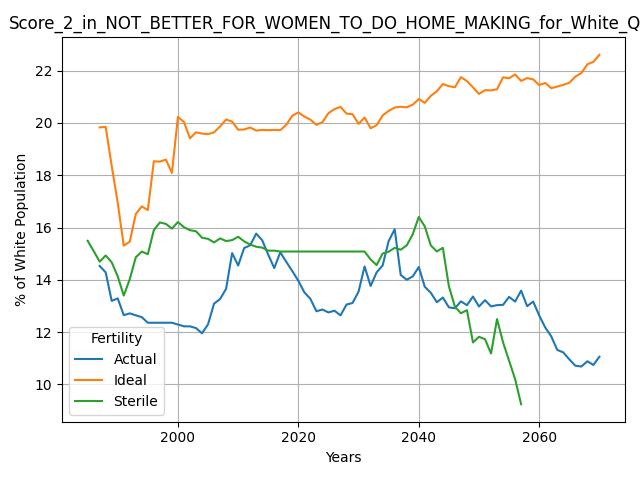 Score_2_in_NOT_BETTER_FOR_WOMEN_TO_DO_HOME_MAKING_for_White_Q
% of White Population
22
20
18
16
14
12
10
Fertility
Actual
Ideal
Sterile
2000 2020 2040 2060
Years